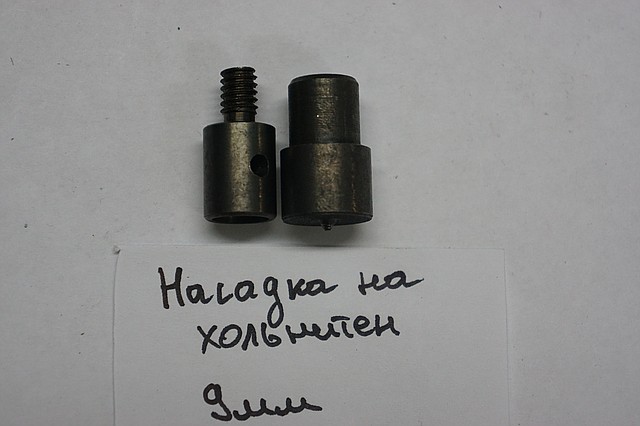 Насадка на
хольнитен
9мм